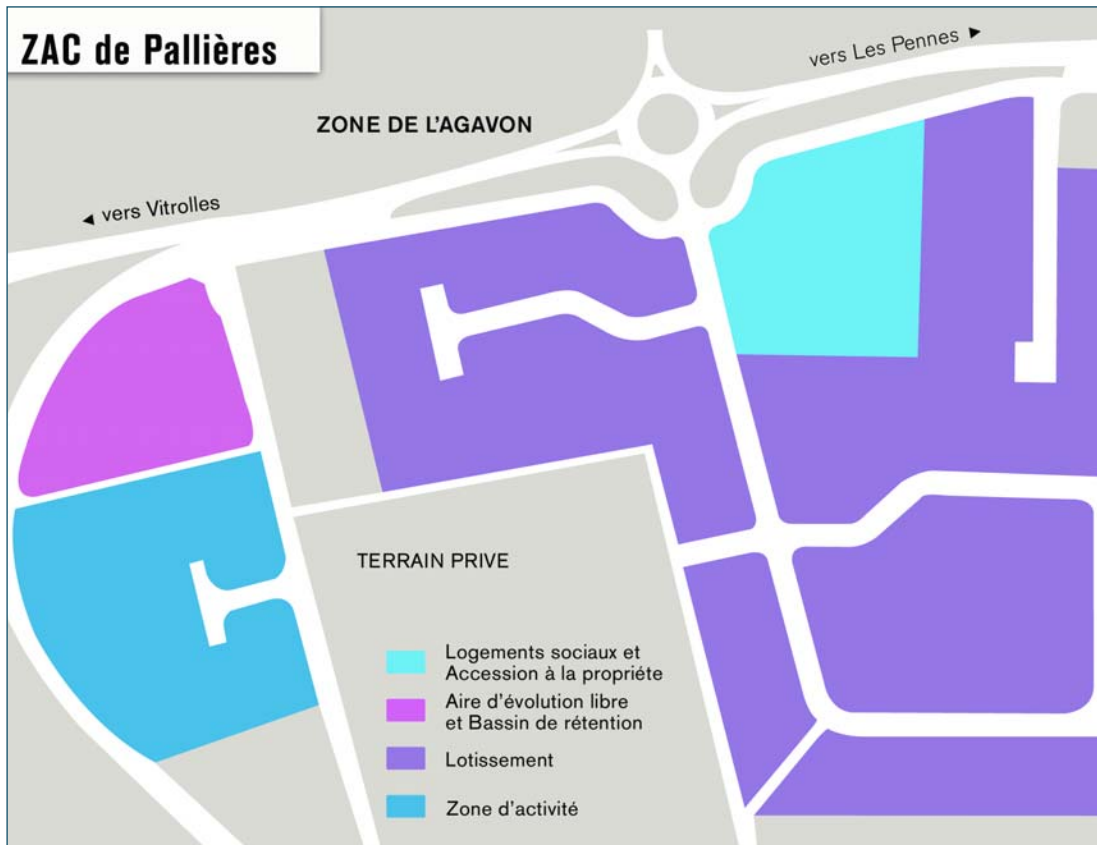 ZAC de Pallières
vers Les Pennes ►
ZONE DE L'AGAVON
◄ vers Vitrolles
TERRAIN PRIVE
Logements sociaux et
Accession à la propriéte
Aire d'évolution libre
et Bassin de rétention
Lotissement
Zone d'activité